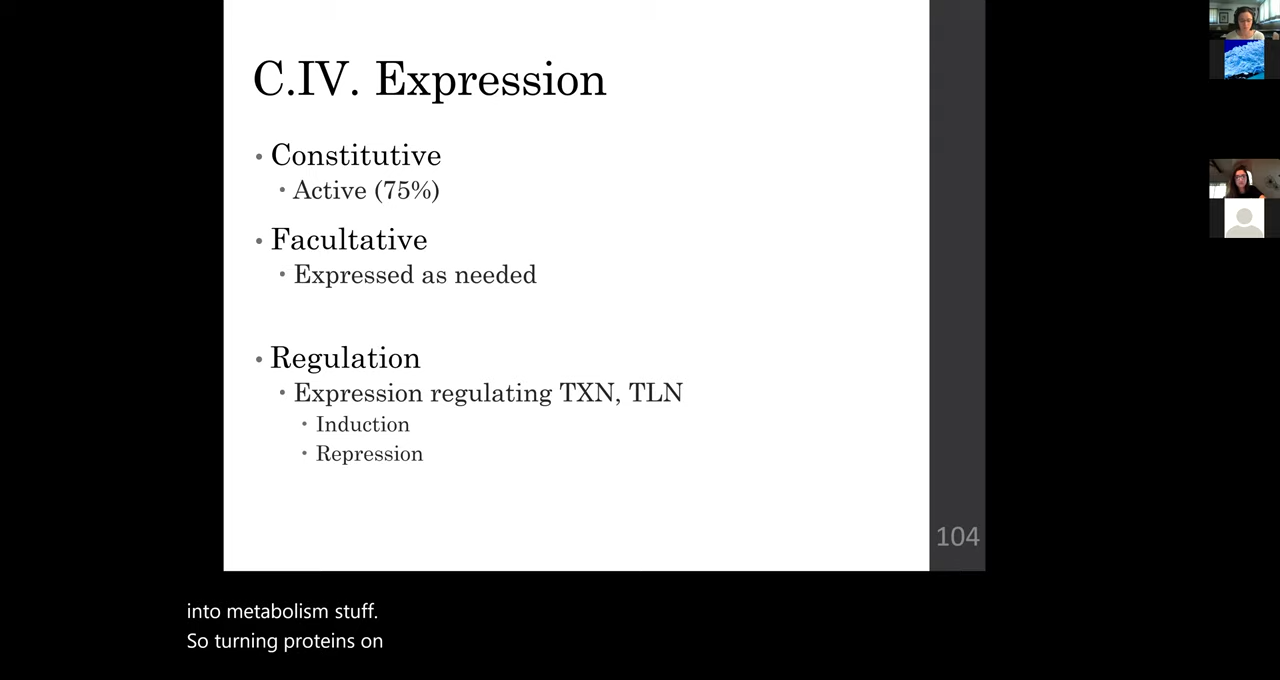 C.IV. Expression
• Constitutive
• Active (75%)
• Facultative
• Expressed as needed
• Regulation
• Expression regulating TXN, TLN
• Induction
• Repression
104
into metabolism stuff.
So turning proteins on